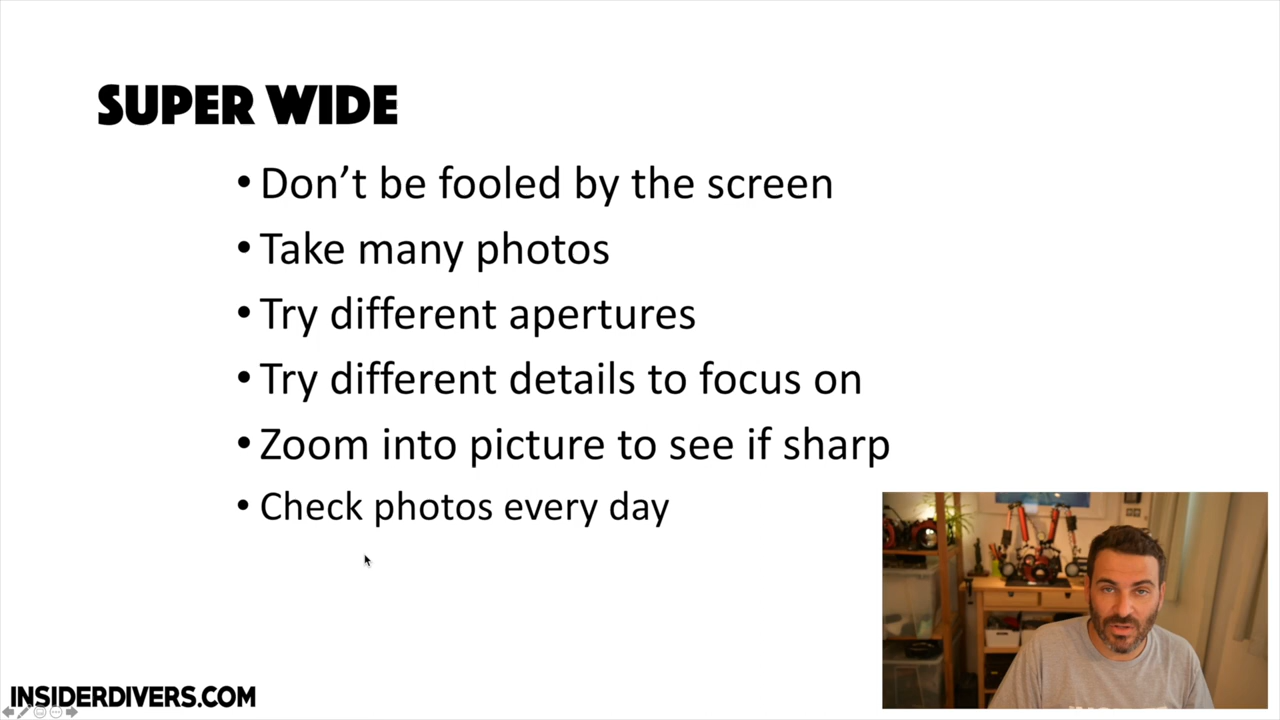 SUPER WIDE
• Don't be fooled by the screen
• Take many photos
• Try different apertures
• Try different details to focus on
• Zoom into picture to see if sharp
• Check photos every day
INSIDERDIVERS.COM